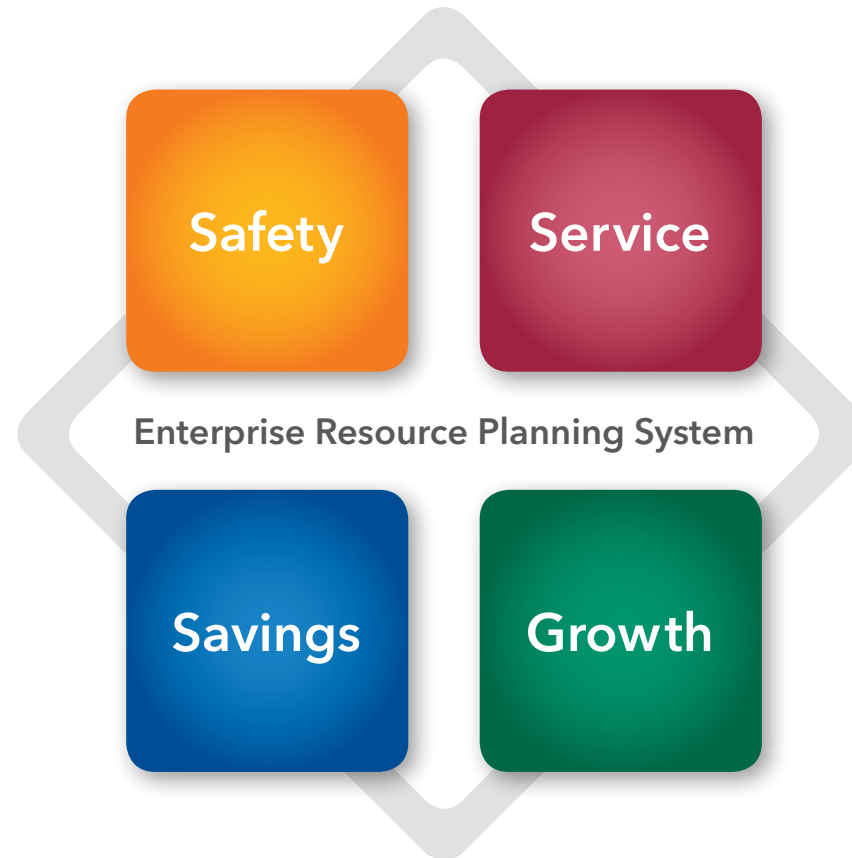 Safety
Service
Enterprise Resource Planning System
Savings
Growth